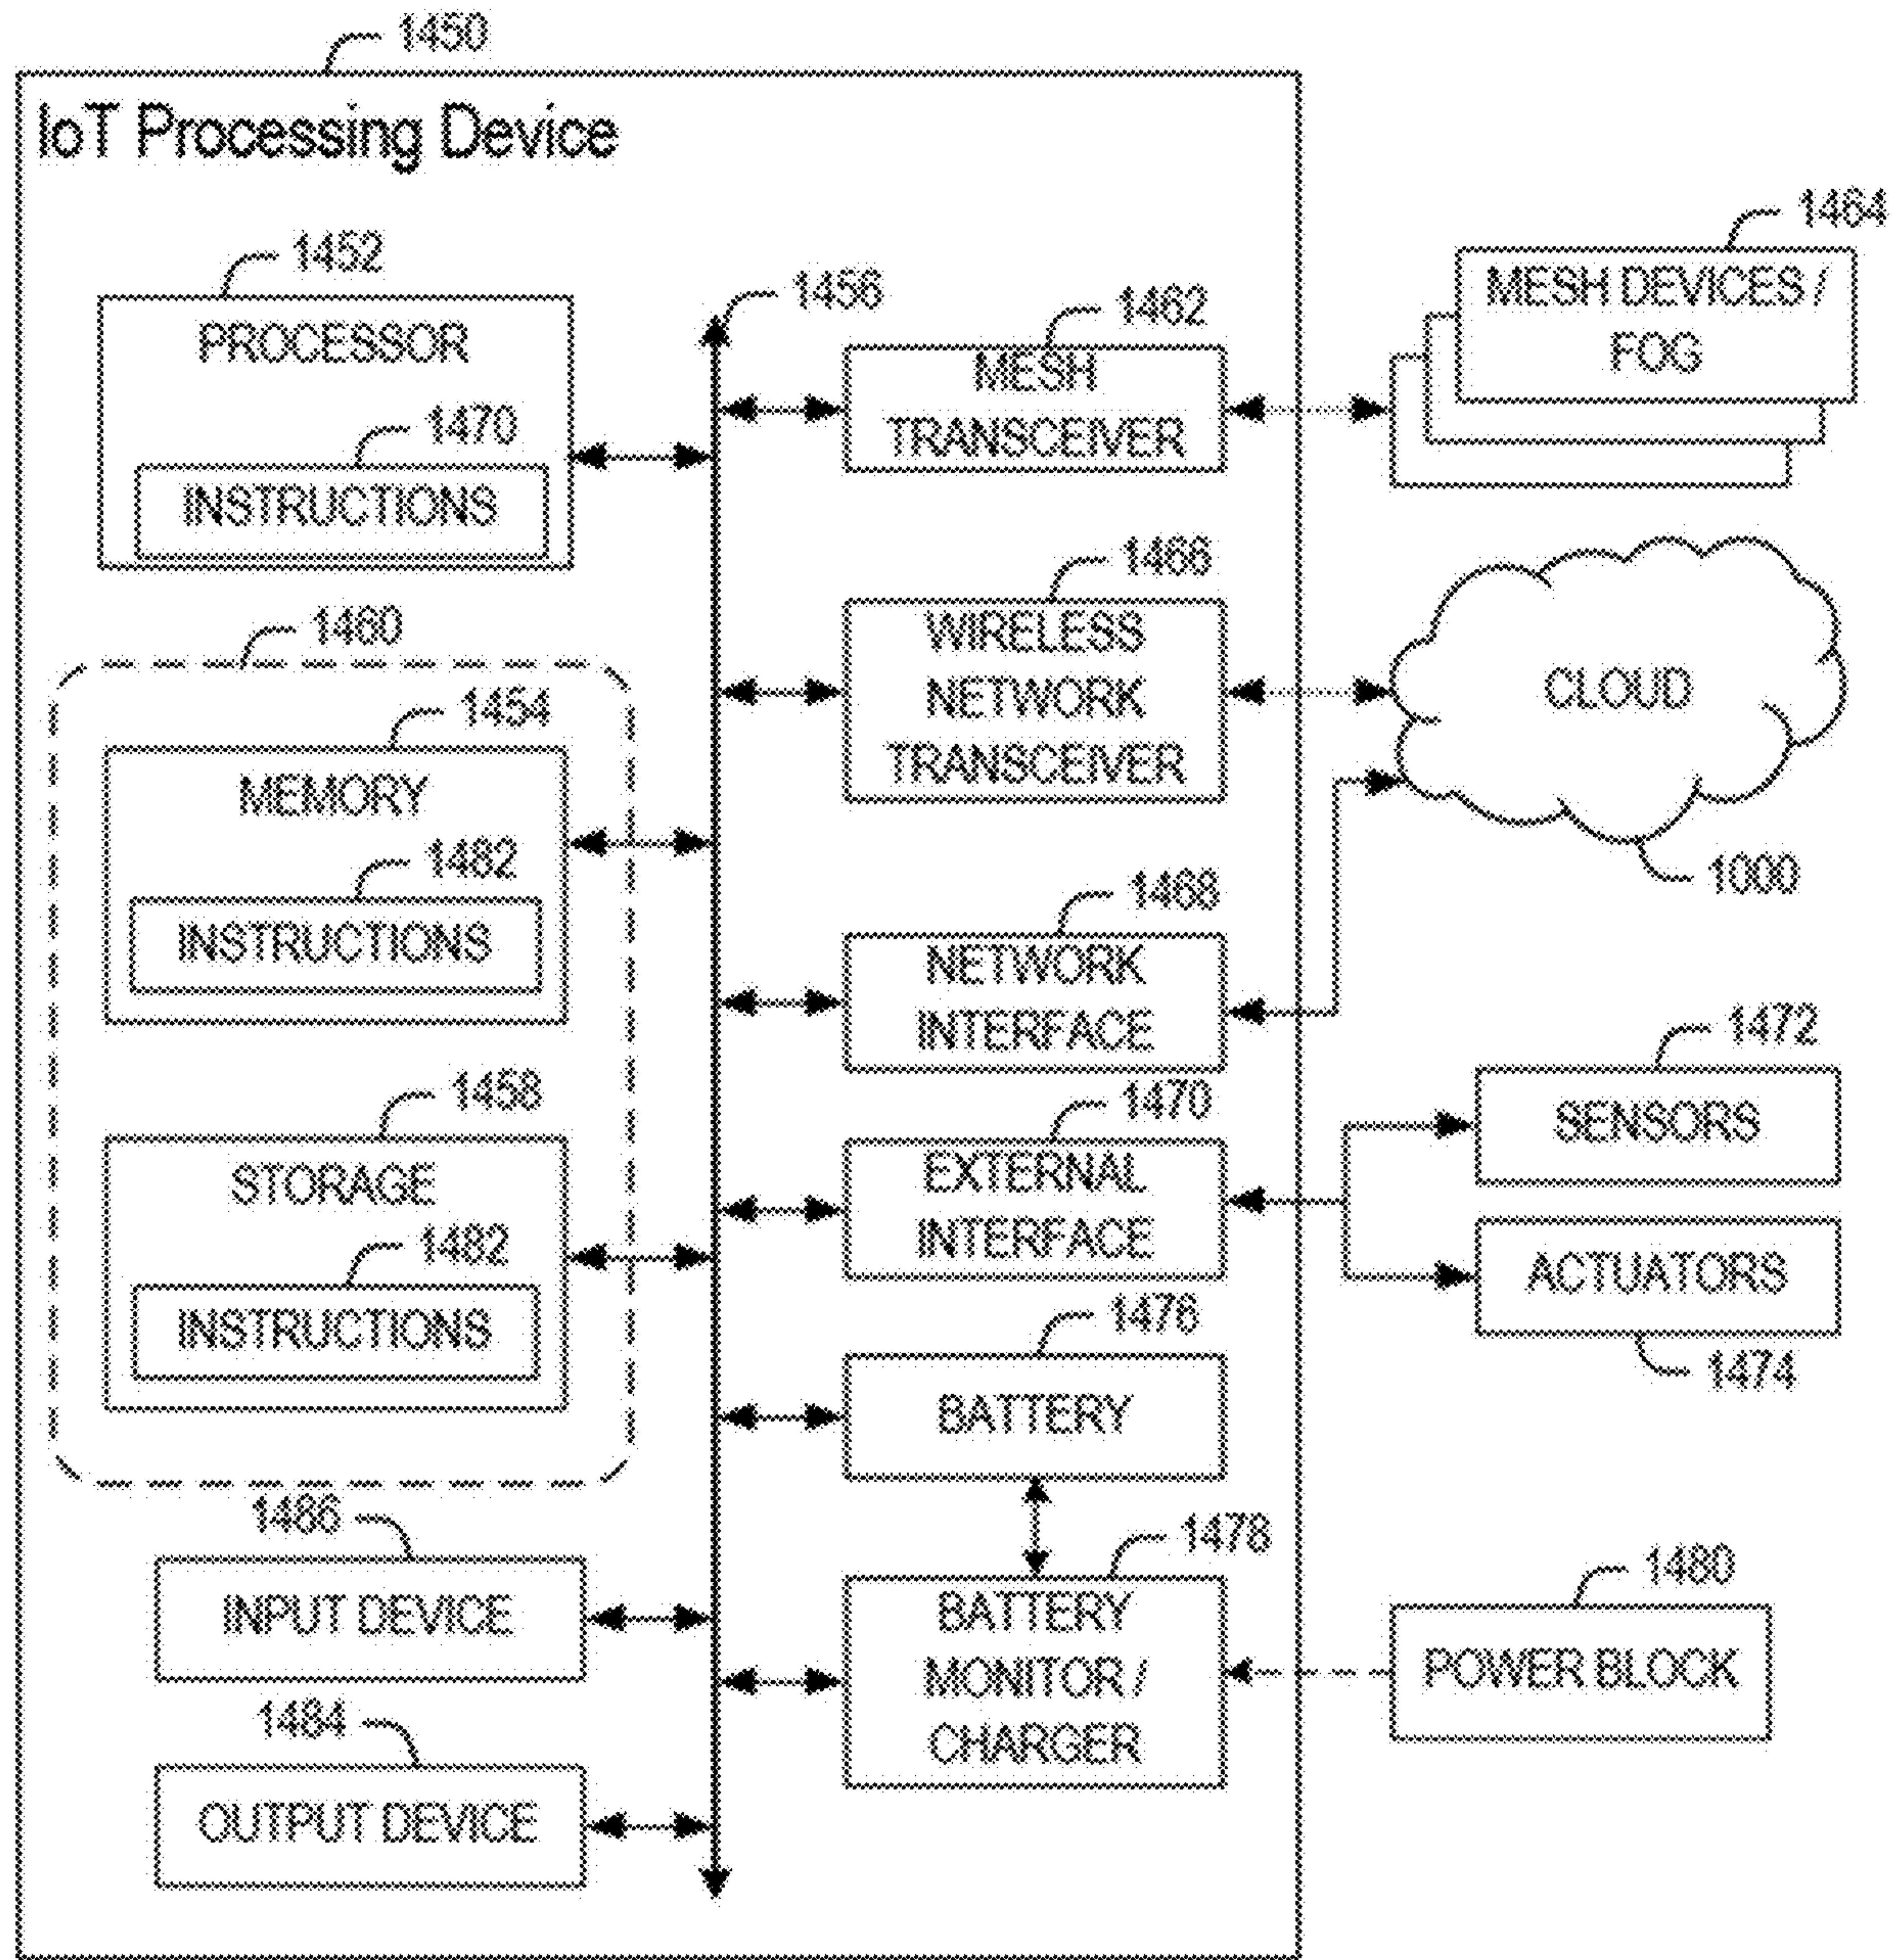 1450
IoT Processing Device
1452
PROCESSOR
1470
INSTRUCTIONS
1460
1454
MEMORY
1482
INSTRUCTIONS
1458
STORAGE
1482
INSTRUCTIONS
1486
INPUT DEVICE
1484
OUTPUT DEVICE
1456
1462
MESH
TRANSCEIVER
1466
WIRELESS
NETWORK
TRANSCEIVER
1468
NETWORK
INTERFACE
1470
EXTERNAL
INTERFACE
1476
BATTERY
1478
BATTERY
MONITOR /
CHARGER
1464
MESH DEVICES /
FOG
CLOUD
1000
1472
SENSORS
ACTUATORS
1474
1480
POWER BLOCK